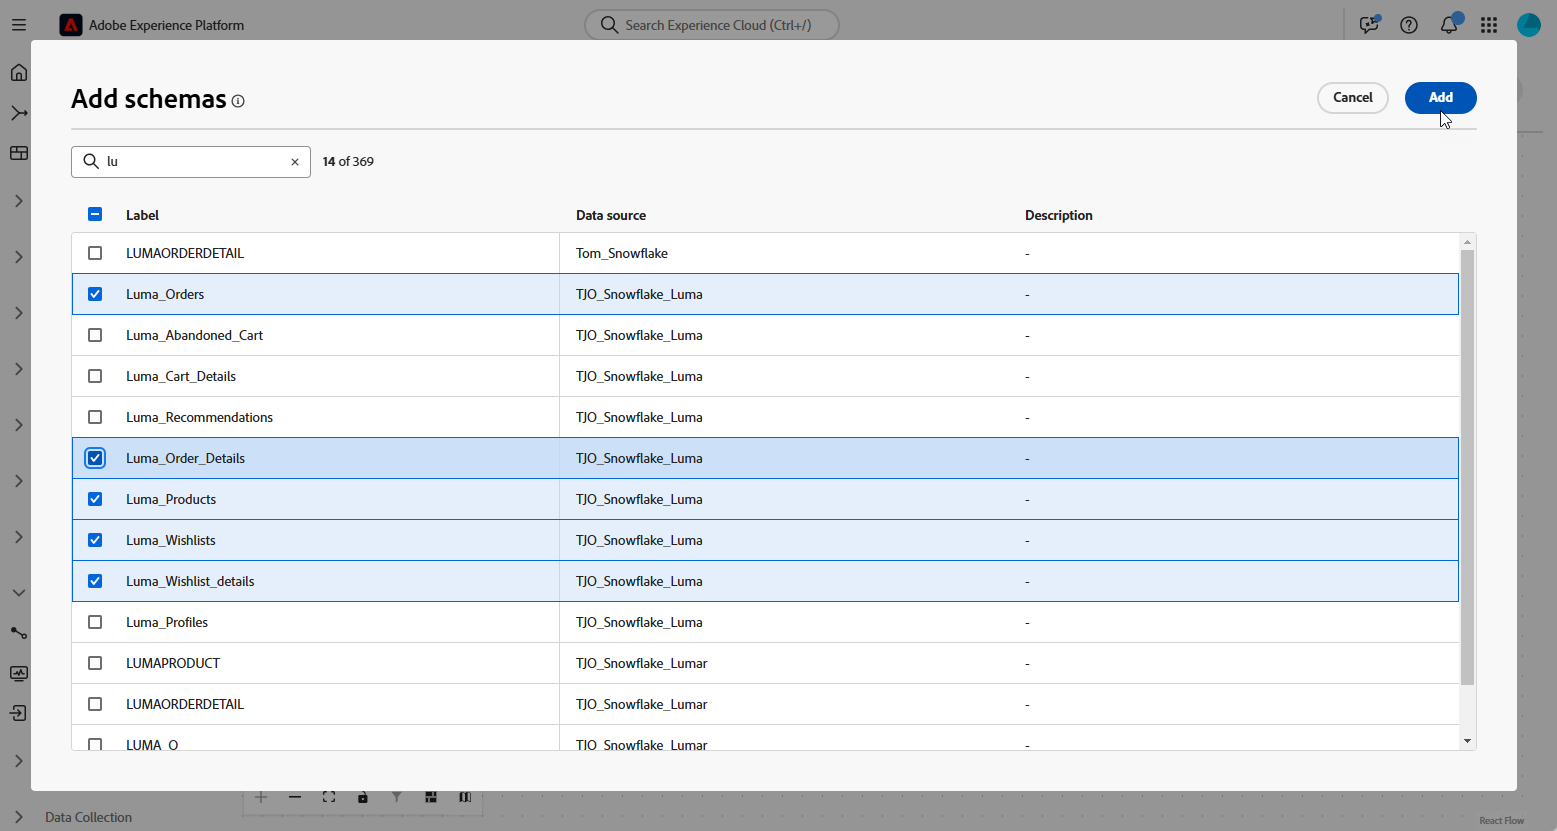 Adobe Experience Platform
Search Experience Cloud (Ctrl+/)
Add schemas
Cancel
Add
lu
14 of 369
Label Data source Description
LUMAORDERDETAIL Tom_Snowflake -
Luma_Orders TJO_Snowflake_Luma -
Luma_Abandoned_Cart TJO_Snowflake_Luma -
Luma_Cart_Details TJO_Snowflake_Luma -
Luma_Recommendations TJO_Snowflake_Luma -
Luma_Order_Details TJO_Snowflake_Luma -
Luma_Products TJO_Snowflake_Luma -
Luma_Wishlists TJO_Snowflake_Luma -
Luma_Wishlist_details TJO_Snowflake_Luma -
Luma_Profiles TJO_Snowflake_Luma -
LUMAPRODUCT TJO_Snowflake_Lumar -
LUMAORDERDETAIL TJO_Snowflake_Lumar -
LUMA_O TJO_Snowflake_Lumar -
Data Collection
React Flow